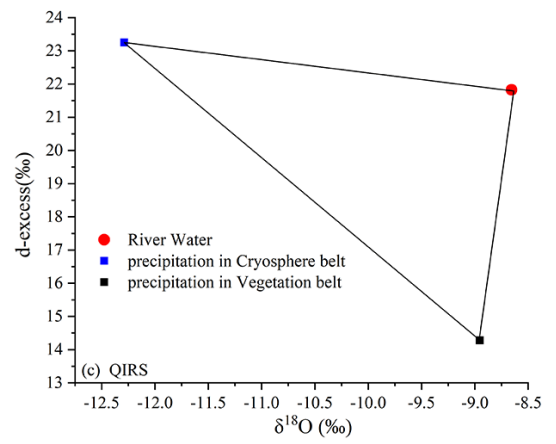 24
23
22
21
20
19
18
17
16
15
14
13
d-excess(‰)
River Water
precipitation in Cryosphere belt
precipitation in Vegetation belt
(c) QIRS
-12.5 -12.0 -11.5 -11.0 -10.5 -10.0 -9.5 -9.0 -8.5
δ¹⁸O (‰)